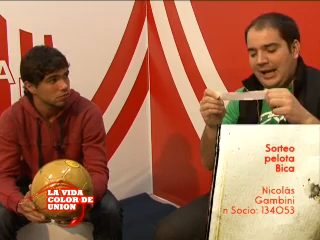 LA VIDA
COLOR DE
UNION
Sorteo
pelota
Bica
Nicolás
Gambini
n Socio: 134053